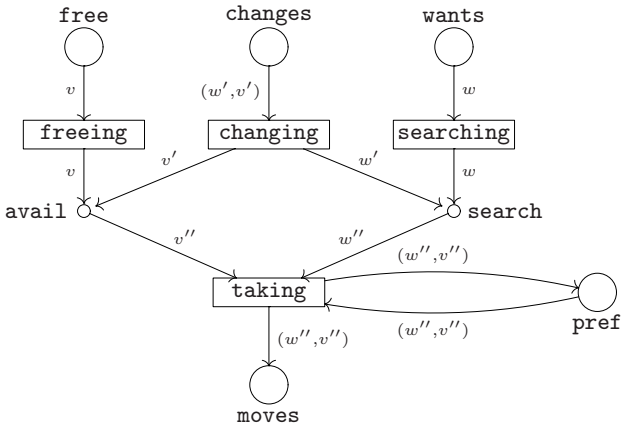 free changes wants
v (w′,v′) w
freeing changing searching
v v′ w′ w
avail search
v″ w″ (w″,v″)
taking
(w″,v″) (w″,v″) pref
moves